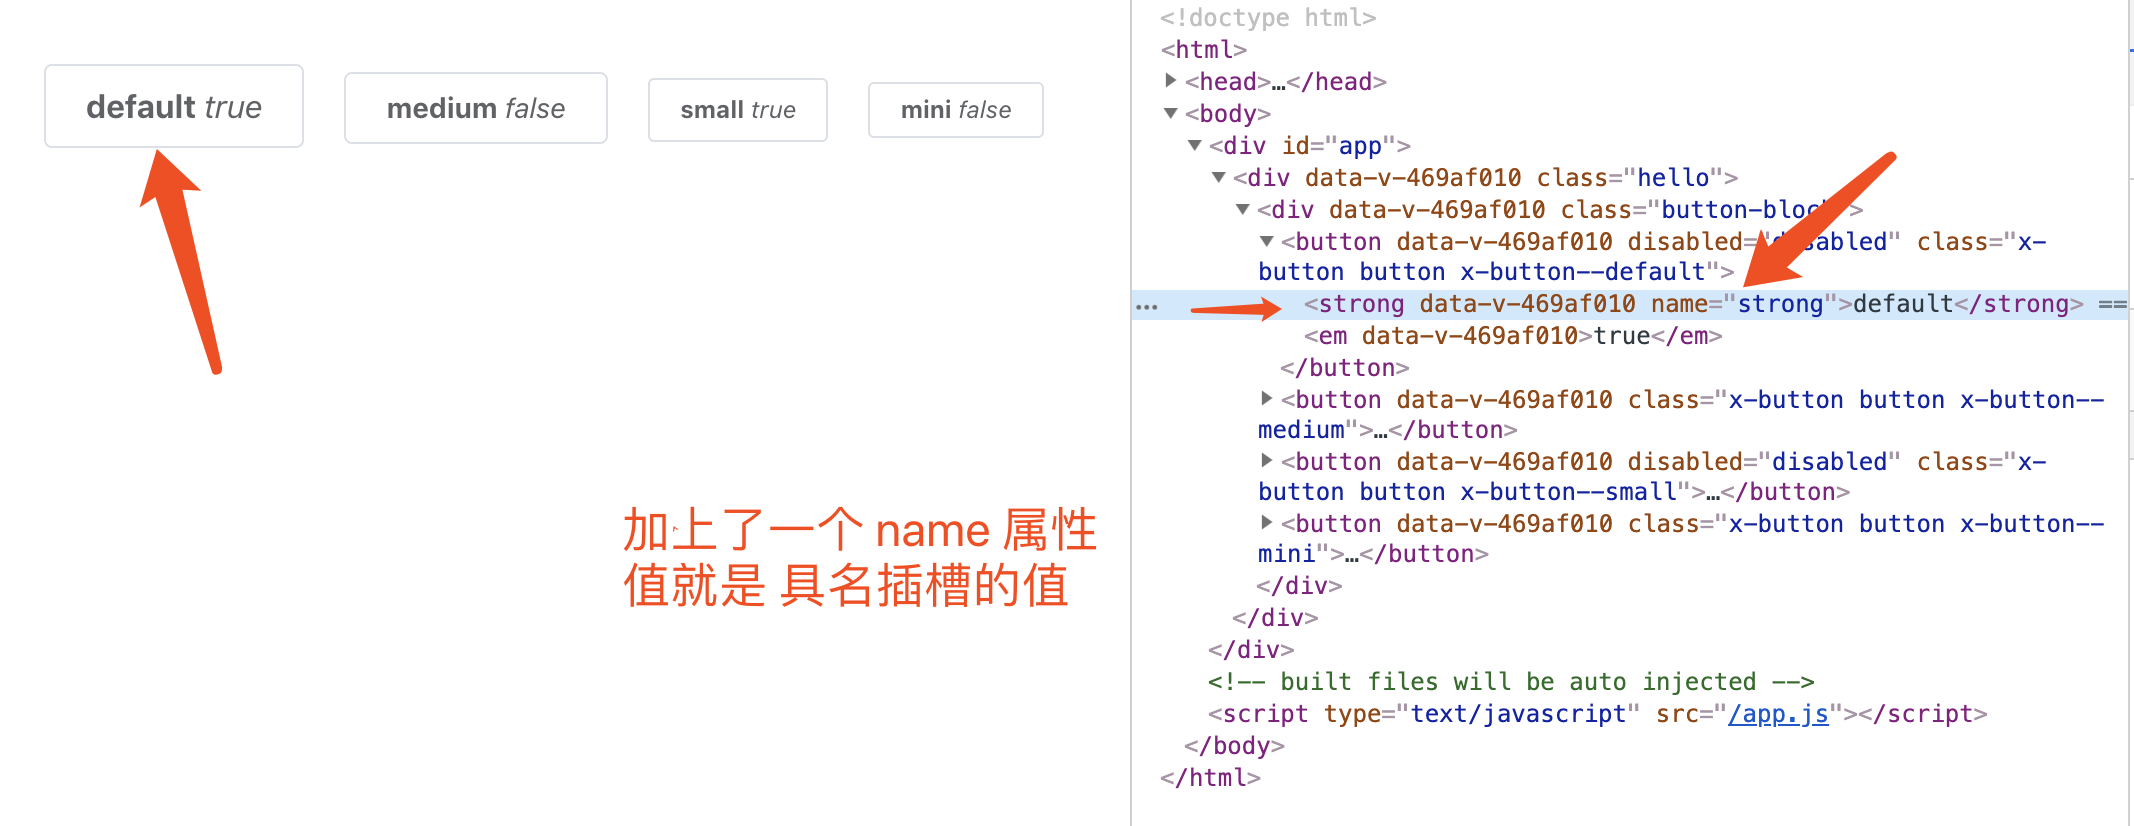 default true
medium false
small true
mini false
加上了一个 name 属性
值就是 具名插槽的值
<!doctype html>
<html>
<head>…</head>
<body>
<div id="app">
<div data-v-469af010 class="hello">
<div data-v-469af010 class="button-block">
<button data-v-469af010 disabled="disabled" class="x-
button button x-button--default">
… <strong data-v-469af010 name="strong">default</strong> ==
<em data-v-469af010>true</em>
</button>
<button data-v-469af010 class="x-button button x-button--
medium">…</button>
<button data-v-469af010 disabled="disabled" class="x-
button button x-button--small">…</button>
<button data-v-469af010 class="x-button button x-button--
mini">…</button>
</div>
</div>
</div>
<!-- built files will be auto injected -->
<script type="text/javascript" src="/app.js"></script>
</body>
</html>